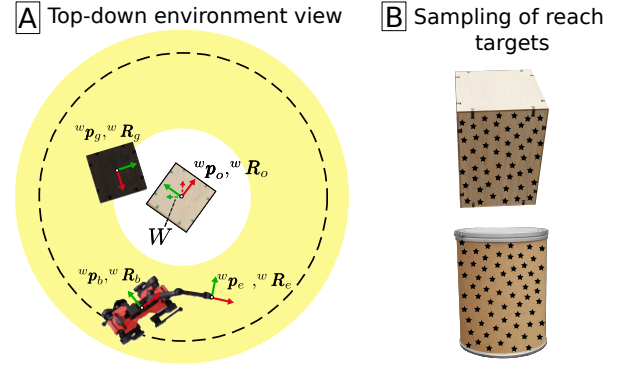 A Top-down environment view
B Sampling of reach
targets
ʷp_g, ʷR_g
ʷp_o, ʷR_o
W
ʷp_b, ʷR_b
ʷp_e , ʷR_e